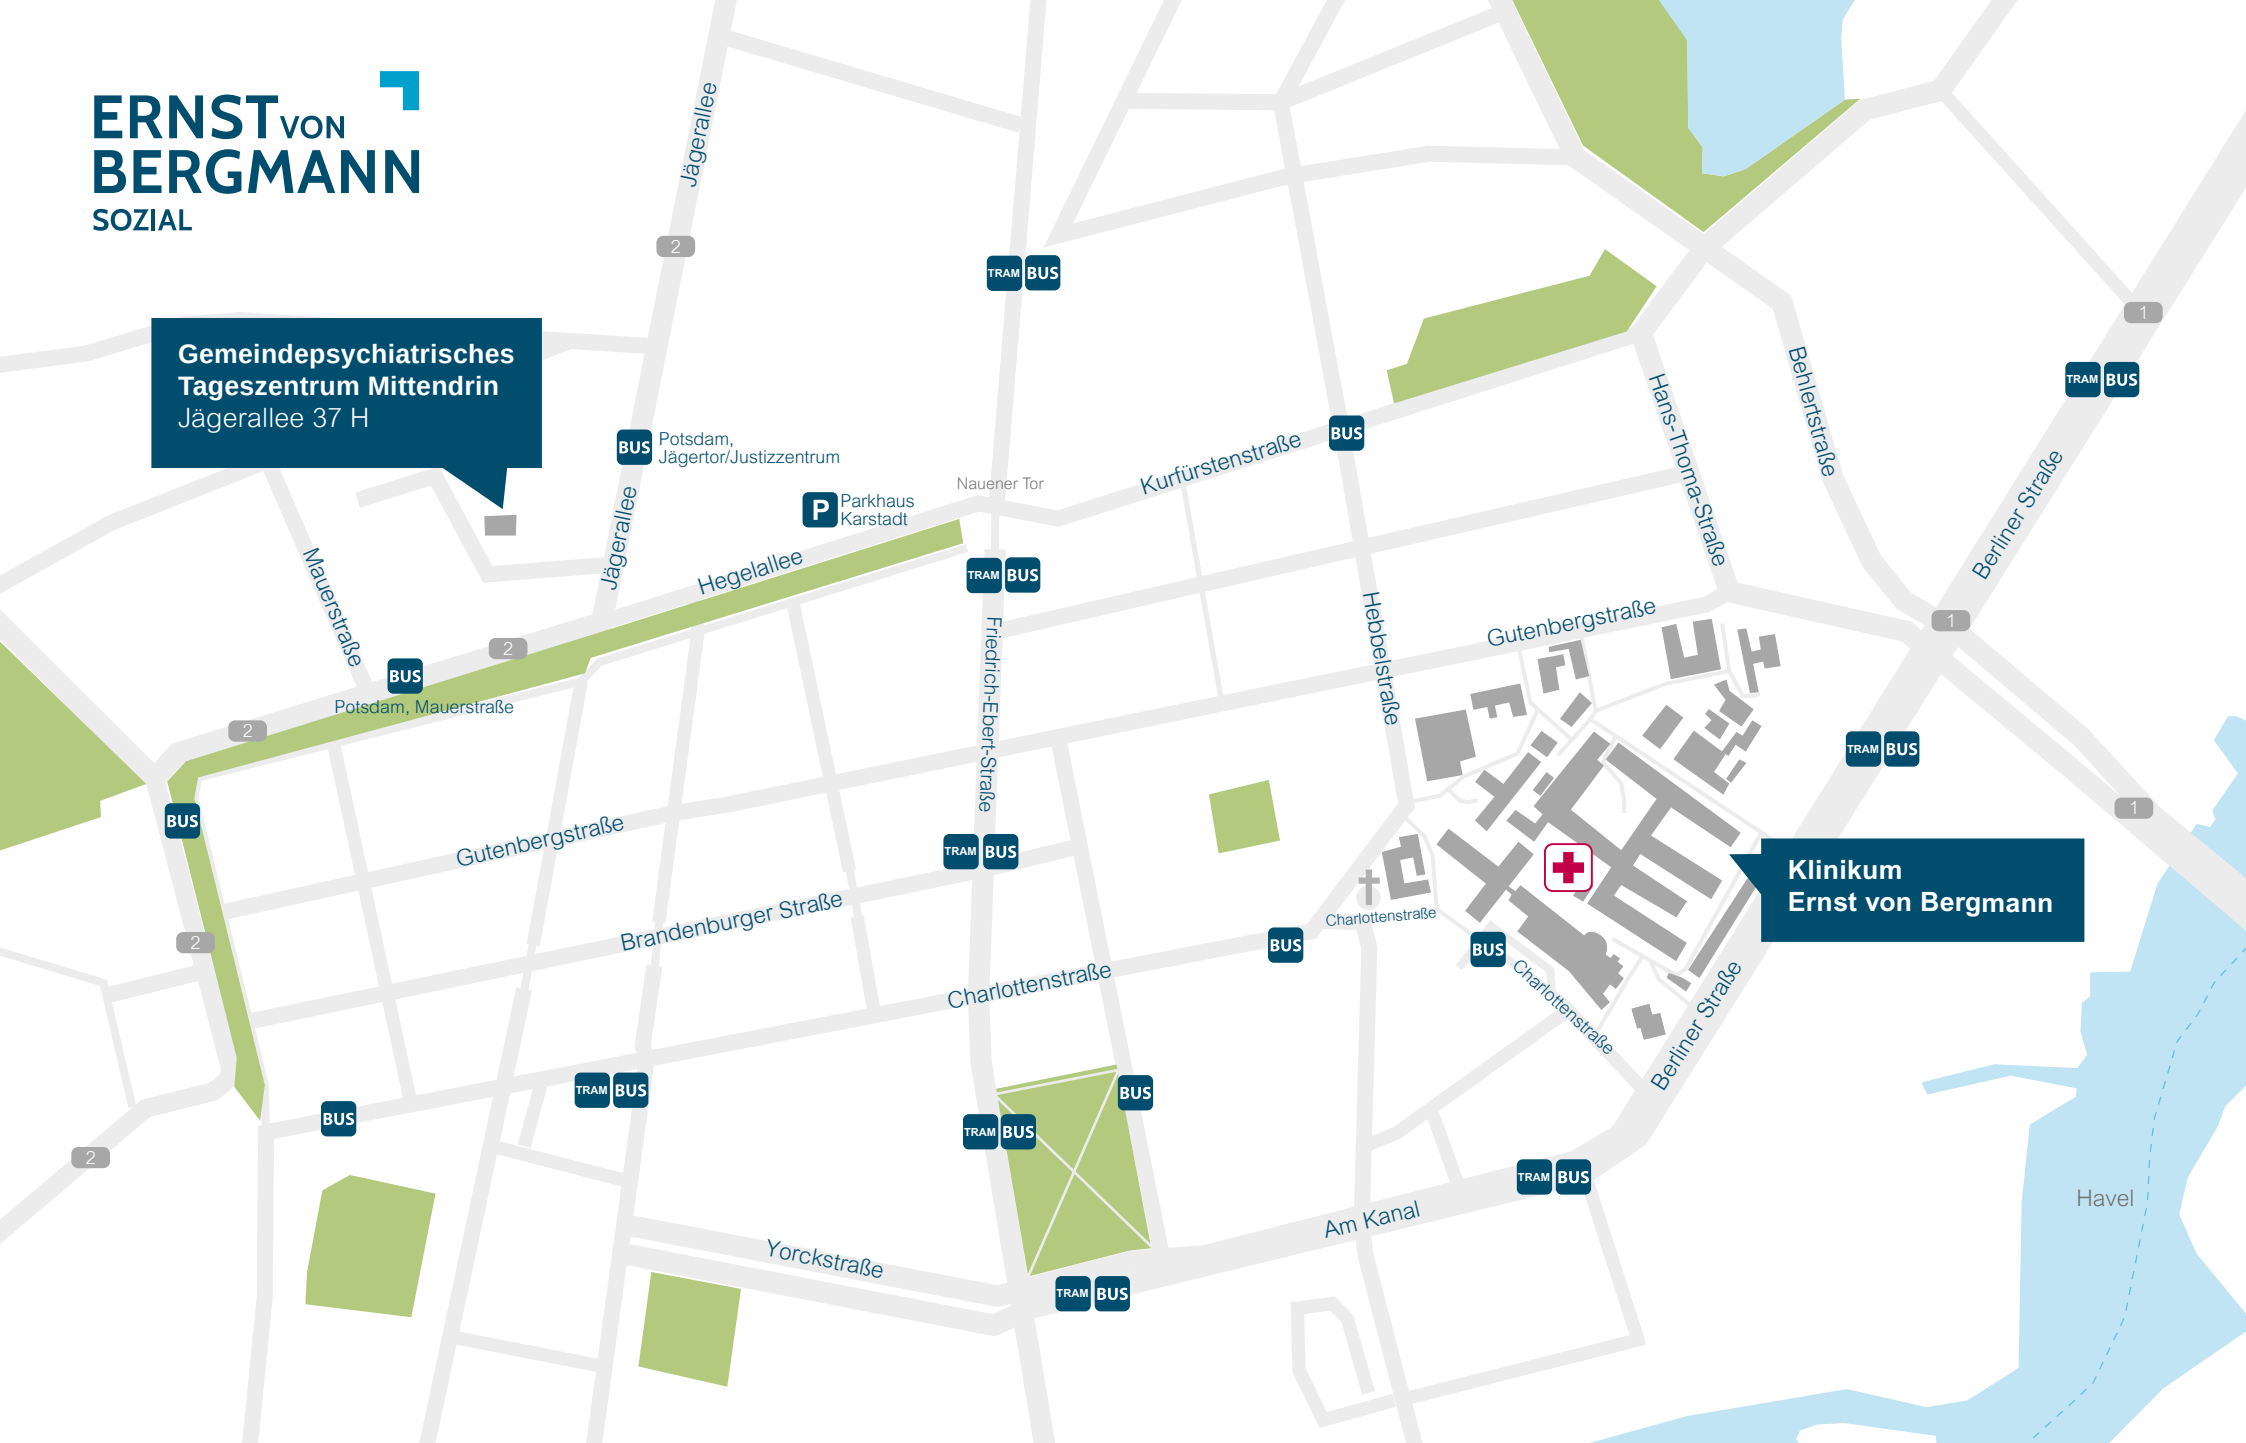 ERNST VON
BERGMANN
SOZIAL
Jägerallee
2
TRAM BUS
1
Gemeindepsychiatrisches
Tageszentrum Mittendrin
Jägerallee 37 H
Behlertstraße
TRAM BUS
Hans-Thoma-Straße
BUS
Potsdam,
Jägertor/Justizzentrum
BUS
Kurfürstenstraße
Nauener Tor
P
Parkhaus
Karstadt
Berliner Straße
Jägerallee
Mauerstraße
Hegelallee
TRAM BUS
Gutenbergstraße
1
Friedrich-Ebert-Straße
Hebbelstraße
2
BUS
Potsdam, Mauerstraße
2
TRAM BUS
1
BUS
Gutenbergstraße
TRAM BUS
Klinikum
Ernst von Bergmann
Brandenburger Straße
Charlottenstraße
2
BUS
BUS
Charlottenstraße
Charlottenstraße
Berliner Straße
TRAM BUS
BUS
BUS
TRAM BUS
2
TRAM BUS
Havel
Am Kanal
Yorckstraße
TRAM BUS